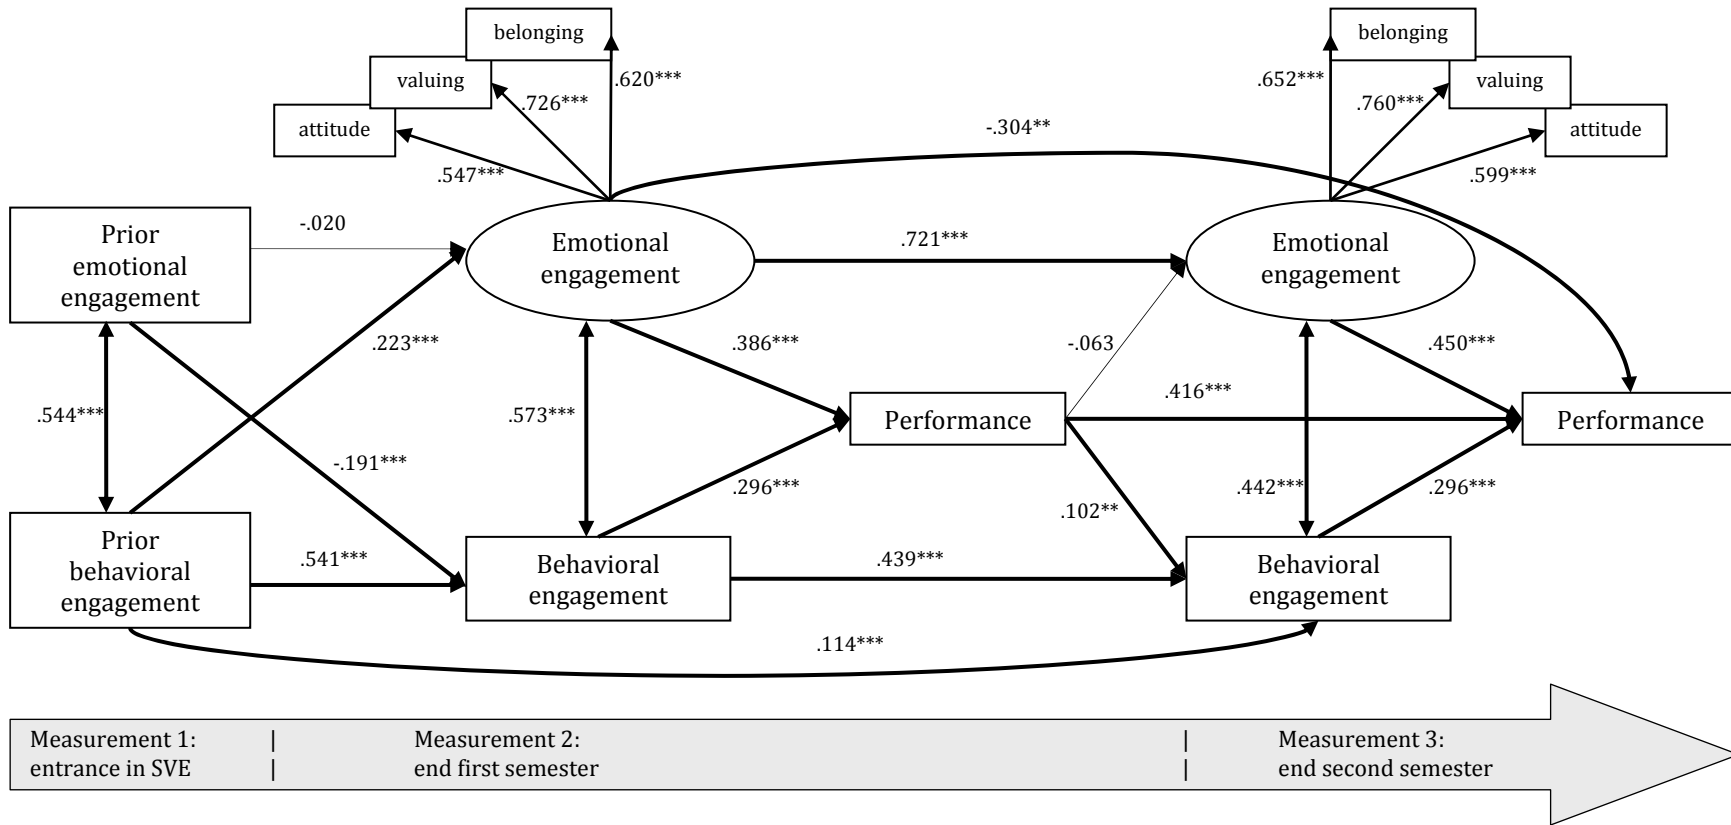 belonging
belonging
valuing
.620***
.652***
valuing
.726***
.760***
attitude
-.304**
attitude
.547***
.599***
-.020
Prior
emotional
engagement
Emotional
engagement
.721***
Emotional
engagement
.223***
.386***
-.063
.450***
.544***
.573***
Performance
.416***
Performance
-.191***
.296***
.442***
.296***
.102**
Prior
behavioral
engagement
.541***
Behavioral
engagement
.439***
Behavioral
engagement
.114***
Measurement 1: |
entrance in SVE |
Measurement 2: |
end first semester |
Measurement 3:
end second semester